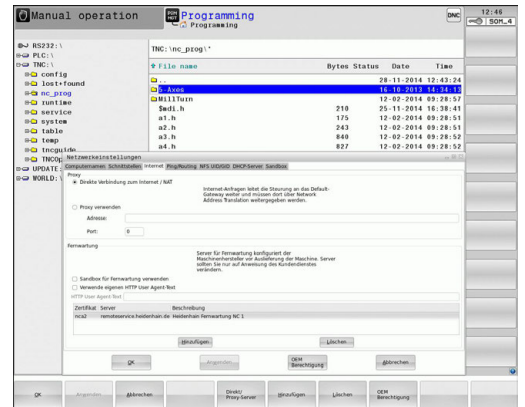 Manual operation
PGM MGT
Programming
Programming
DNC
12:46
SOM_4
RS232:\
PLC:\
TNC:\
config
lost+found
nc_prog
runtime
service
system
table
temp
tncguide
TNCOp
UPDATE:
WORLD:\
TNC:\nc_prog\*
File name Bytes Status Date Time
.. 28-11-2014 12:43:24
5-Axes 16-10-2013 14:34:13
MillTurn 12-02-2014 09:28:57
$mdi.h 210 25-11-2014 16:38:41
a1.h 175 12-02-2014 09:28:51
a2.h 243 12-02-2014 09:28:51
a3.h 840 12-02-2014 09:28:52
a4.h 827 12-02-2014 09:28:52
Netzwerkeinstellungen
Computernamen Schnittstellen Internet Ping/Routing NFS UID/GID DHCP-Server Sandbox
Proxy
Direkte Verbindung zum Internet / NAT
Internet-Anfragen leitet die Steurung an das Default-
Gateway weiter und müssen dort über Network
Address Translation weitergegeben werden.
Proxy verwenden
Adresse:
Port: 0
Fernwartung
Server für Fernwartung konfiguriert der
Maschinenhersteller vor Auslieferung der Maschine. Server
sollten Sie nur auf Anweisung des Kundendienstes
verändern.
Sandbox für Fernwartung verwenden
Verwende eigenen HTTP User Agent-Text
HTTP User Agent-Text
Zertifikat Server Beschreibung
nca2 remoteservice.heidenhain.de Heidenhain Fernwartung NC 1
Hinzufügen Löschen
OK Anwenden OEM Berechtigung Abbrechen
OK Anwenden Abbrechen Direkt/ Proxy-Server Hinzufügen Löschen OEM Berechtigung